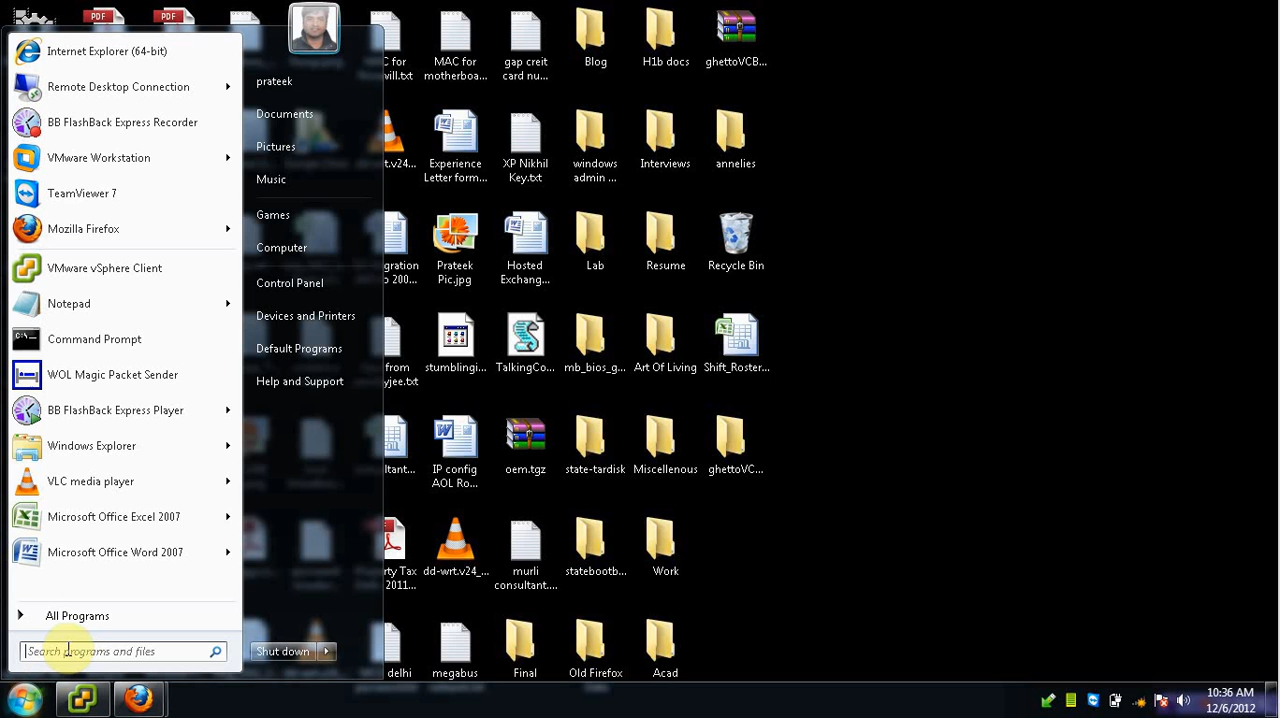 PDF
PDF
Internet Explorer (64-bit)
Remote Desktop Connection
BB FlashBack Express Recorder
VMware Workstation
TeamViewer 7
Mozilla Firefox
VMware vSphere Client
Notepad
Command Prompt
WOL Magic Packet Sender
BB FlashBack Express Player
Windows Explorer
VLC media player
Microsoft Office Excel 2007
Microsoft Office Word 2007
All Programs
Search programs and files
prateek
Documents
Pictures
Music
Games
Computer
Control Panel
Devices and Printers
Default Programs
Help and Support
Shut down
MAC for
motherboa...
gap creit
card nu...
Blog
H1b docs
ghettoVCB...
Experience
Letter form...
XP Nikhil
Key.txt
windows
admin ...
Interviews
annelies
Prateek
Pic.jpg
Hosted
Exchang...
Lab
Resume
Recycle Bin
stumblingi...
TalkingCo...
mb_bios_g...
Art Of Living
Shift_Roster...
IP config
AOL Ro...
oem.tgz
state-tardisk
Miscellenous
ghettoVC...
dd-wrt.v24_...
murli
consultant....
statebootb...
Work
megabus
Final
Old Firefox
Acad
10:36 AM
12/6/2012